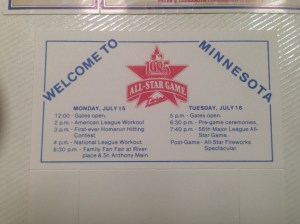 WELCOME TO MINNESOTA
1985
ALL-STAR GAME
MONDAY, JULY 15
12:00 - Gates open.
2 p.m. - American League Workout
3 p.m. - First-ever Homerun Hitting
Contest.
4 p.m. - National League Workout.
6:30 p.m. - Family Fan Fair at River-
place & St. Anthony Main
TUESDAY, JULY 16
5 p.m. - Gates open.
6:30 p.m. - Pre-game ceremonies.
7:40 p.m. - 56th Major League All-
Star Game.
Post-Game - All-Star Fireworks
Spectacular.